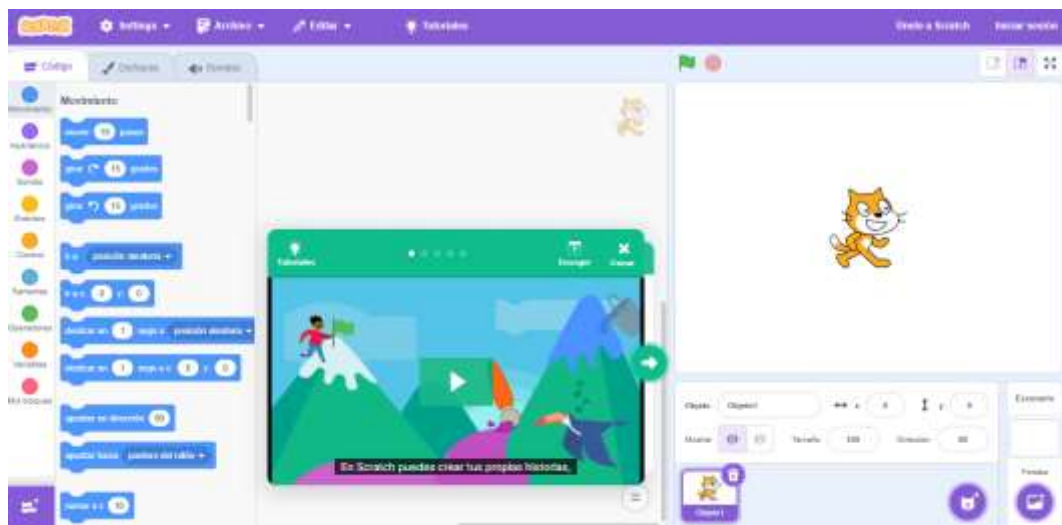 SCRATCH
Settings Archivo Editar Tutoriales Únete a Scratch Iniciar sesión
Código Disfraces Sonidos
Movimiento
Movimiento
mover 10 pasos
Apariencia
girar 15 grados
Sonido
girar 15 grados
Eventos
Control
ir a posición aleatoria
Sensores
ir a x: 0 y: 0
Operadores
deslizar en 1 segs a posición aleatoria
Variables
deslizar en 1 segs a x: 0 y: 0
Mis bloques
apuntar en dirección 90
apuntar hacia puntero del ratón
sumar a x 10
Tutoriales Encoger Cerrar
En Scratch puedes crear tus propias historias,
Objeto Objeto1 x 0 y 0
Mostrar Tamaño 100 Dirección 90
Objeto1
Escenario
Fondos